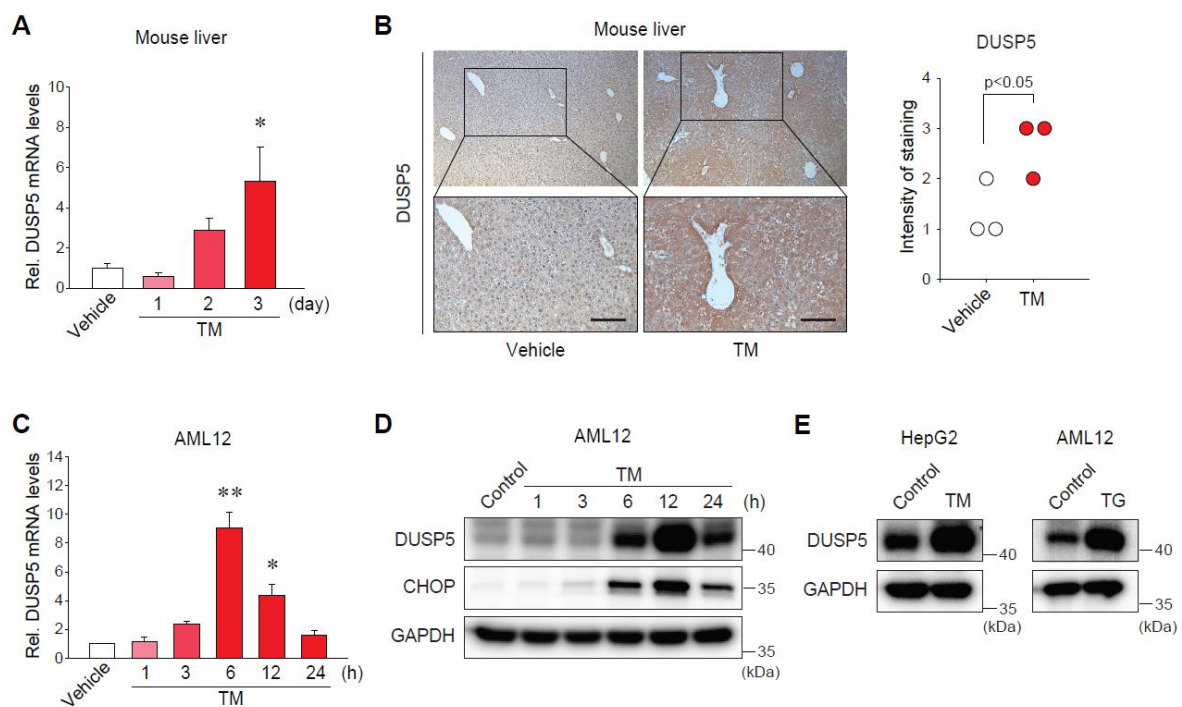 A
Mouse liver
Rel. DUSP5 mRNA levels
10
8
6
4
2
0
*
Vehicle
1 2 3 (day)
TM
B
Mouse liver
DUSP5
Vehicle TM
DUSP5
Intensity of staining
4
3
2
1
0
p<0.05
Vehicle
TM
C
AML12
Rel. DUSP5 mRNA levels
14
12
10
8
6
4
2
0
**
*
Vehicle
1 3 6 12 24 (h)
TM
D
AML12
Control
TM
1 3 6 12 24 (h)
DUSP5
40
CHOP
35
GAPDH
35
(kDa)
E
HepG2 AML12
Control TM Control TG
DUSP5
40 40
GAPDH
35 35
(kDa) (kDa)